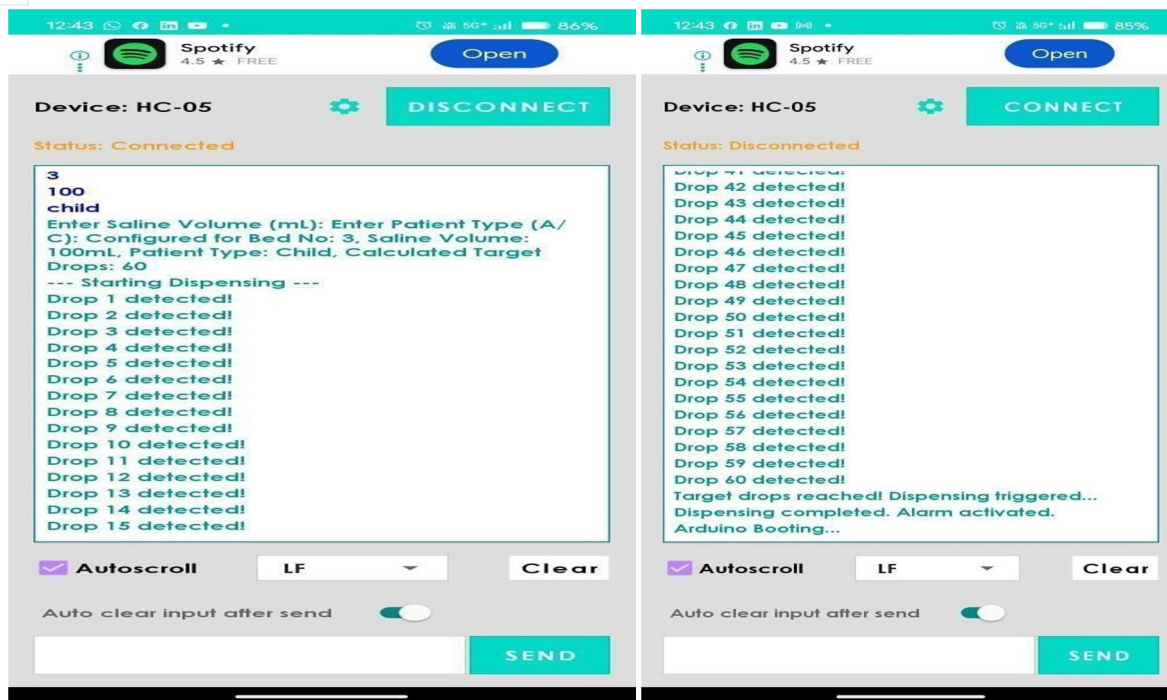 12:43
5G+ 86%
Spotify
4.5 ★ FREE
Open
Device: HC-05
DISCONNECT
Status: Connected
3
100
child
Enter Saline Volume (mL): Enter Patient Type (A/
C): Configured for Bed No: 3, Saline Volume:
100mL, Patient Type: Child, Calculated Target
Drops: 60
--- Starting Dispensing ---
Drop 1 detected!
Drop 2 detected!
Drop 3 detected!
Drop 4 detected!
Drop 5 detected!
Drop 6 detected!
Drop 7 detected!
Drop 8 detected!
Drop 9 detected!
Drop 10 detected!
Drop 11 detected!
Drop 12 detected!
Drop 13 detected!
Drop 14 detected!
Drop 15 detected!
Autoscroll
LF
Clear
Auto clear input after send
SEND
12:43
5G+ 85%
Spotify
4.5 ★ FREE
Open
Device: HC-05
CONNECT
Status: Disconnected
Drop 41 detected!
Drop 42 detected!
Drop 43 detected!
Drop 44 detected!
Drop 45 detected!
Drop 46 detected!
Drop 47 detected!
Drop 48 detected!
Drop 49 detected!
Drop 50 detected!
Drop 51 detected!
Drop 52 detected!
Drop 53 detected!
Drop 54 detected!
Drop 55 detected!
Drop 56 detected!
Drop 57 detected!
Drop 58 detected!
Drop 59 detected!
Drop 60 detected!
Target drops reached! Dispensing triggered...
Dispensing completed. Alarm activated.
Arduino Booting...
Autoscroll
LF
Clear
Auto clear input after send
SEND